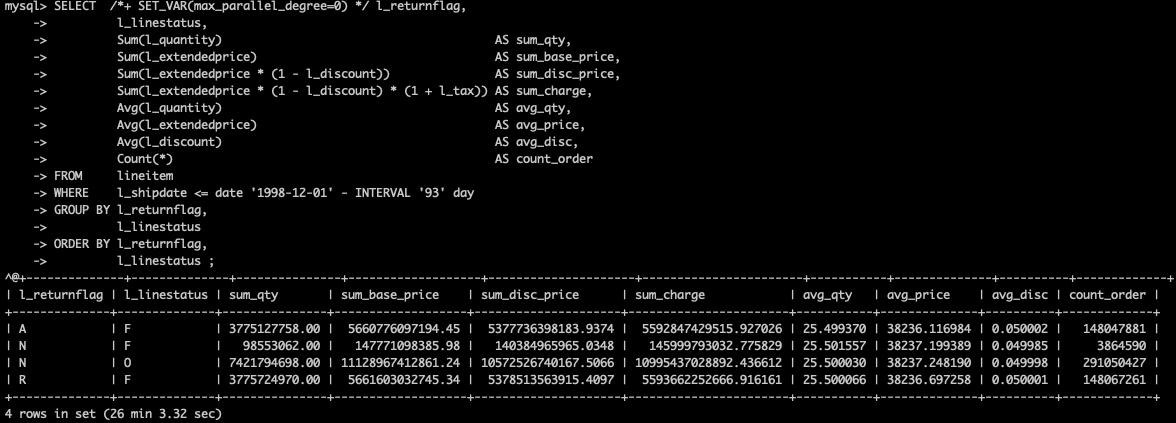 mysql> SELECT  /*+ SET_VAR(max_parallel_degree=0) */ l_returnflag,
    ->         l_linestatus,
    ->         Sum(l_quantity)                                       AS sum_qty,
    ->         Sum(l_extendedprice)                                  AS sum_base_price,
    ->         Sum(l_extendedprice * (1 - l_discount))               AS sum_disc_price,
    ->         Sum(l_extendedprice * (1 - l_discount) * (1 + l_tax)) AS sum_charge,
    ->         Avg(l_quantity)                                       AS avg_qty,
    ->         Avg(l_extendedprice)                                  AS avg_price,
    ->         Avg(l_discount)                                       AS avg_disc,
    ->         Count(*)                                              AS count_order
    -> FROM    lineitem
    -> WHERE   l_shipdate <= date '1998-12-01' - INTERVAL '93' day
    -> GROUP BY l_returnflag,
    ->         l_linestatus
    -> ORDER BY l_returnflag,
    ->         l_linestatus ;
^@+--------------+--------------+---------------+-------------------+---------------------+-----------------------+-----------+--------------+----------+-------------+
| l_returnflag | l_linestatus | sum_qty       | sum_base_price    | sum_disc_price      | sum_charge            | avg_qty   | avg_price    | avg_disc | count_order |
+--------------+--------------+---------------+-------------------+---------------------+-----------------------+-----------+--------------+----------+-------------+
| A            | F            | 3775127758.00 |  5660776097194.45 |  5377736398183.9374 |  5592847429515.927026 | 25.499370 | 38236.116984 | 0.050002 |   148047881 |
| N            | F            |   98553062.00 |   147771098385.98 |   140384965965.0348 |   145999793032.775829 | 25.501557 | 38237.199389 | 0.049985 |     3864590 |
| N            | O            | 7421794698.00 | 11128967412861.24 | 10572526740167.5066 | 10995437028892.436612 | 25.500030 | 38237.248190 | 0.049998 |   291050427 |
| R            | F            | 3775724970.00 |  5661603032745.34 |  5378513563915.4097 |  5593662252666.916161 | 25.500066 | 38236.697258 | 0.050001 |   148067261 |
+--------------+--------------+---------------+-------------------+---------------------+-----------------------+-----------+--------------+----------+-------------+
4 rows in set (26 min 3.32 sec)